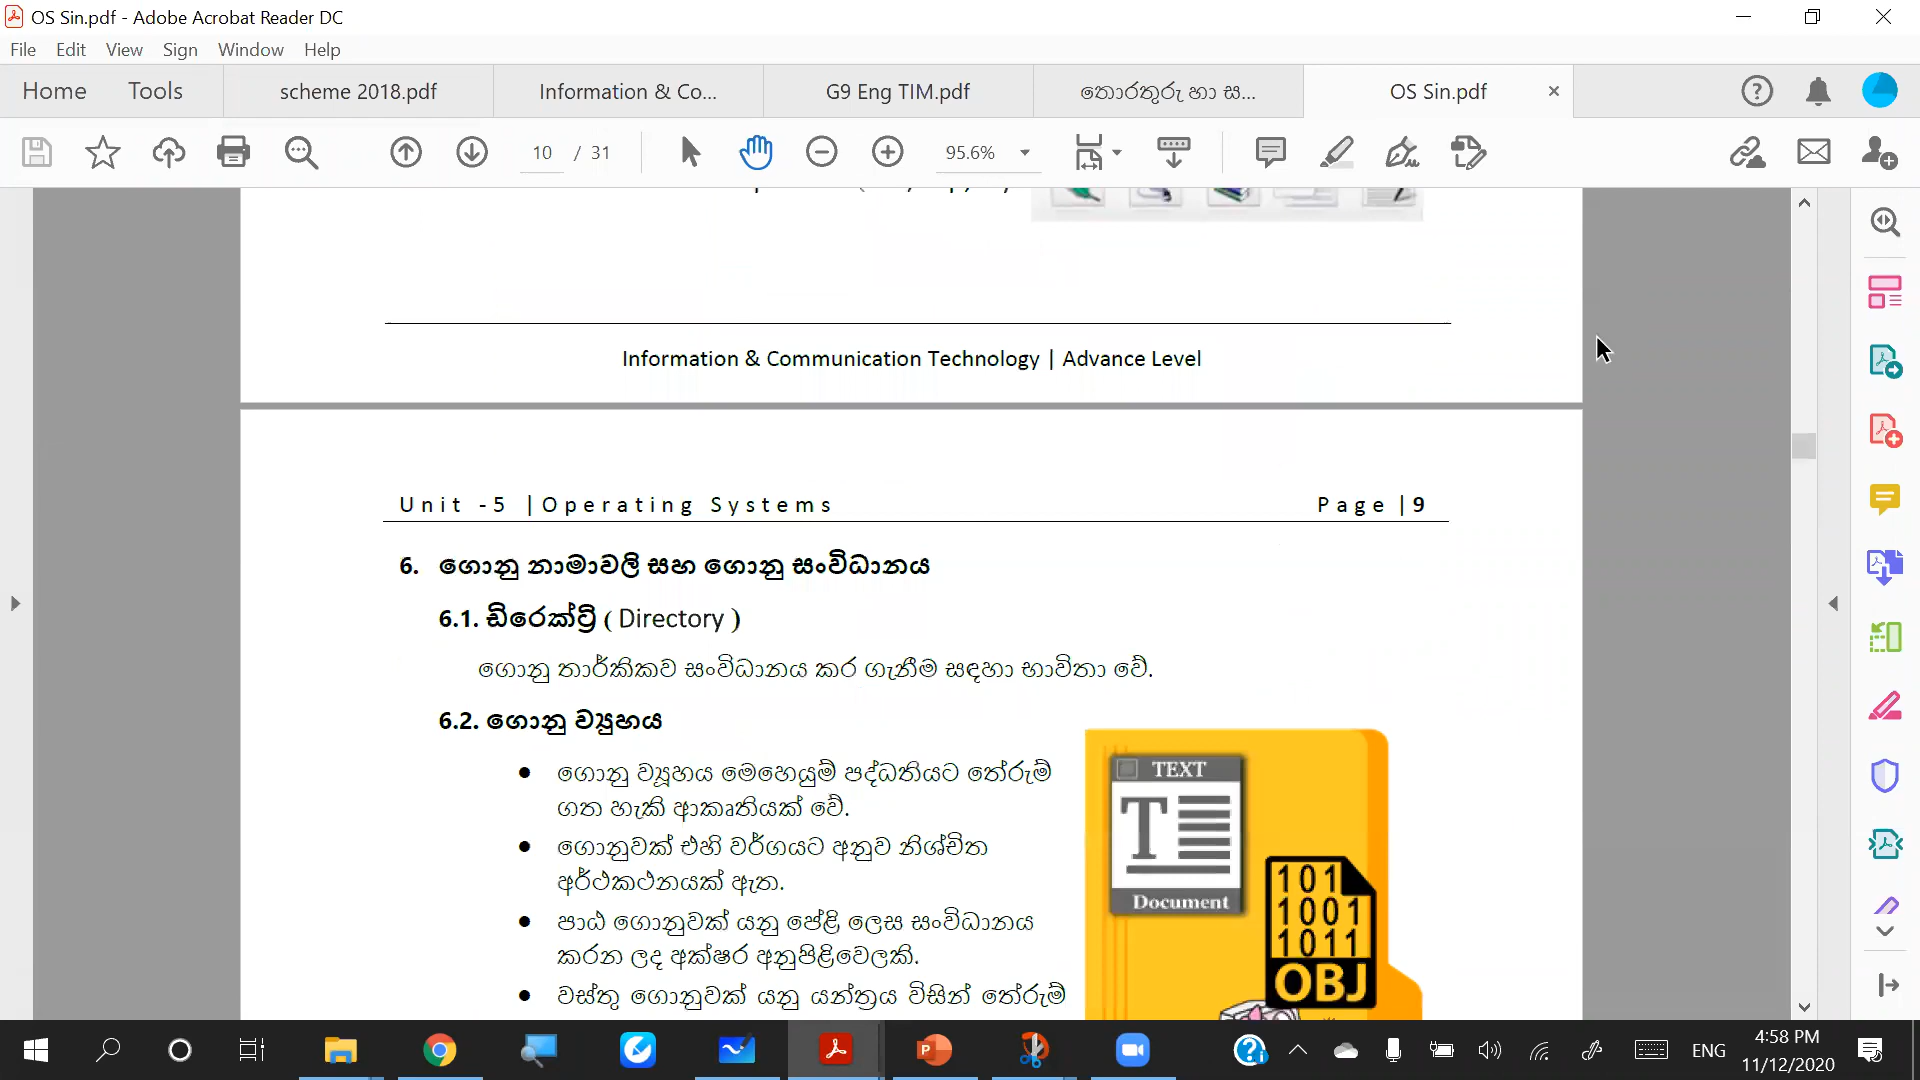 OS Sin.pdf - Adobe Acrobat Reader DC
File Edit View Sign Window Help
Home Tools scheme 2018.pdf Information & Co... G9 Eng TIM.pdf තොරතුරු හා ස... OS Sin.pdf ×
10 / 31 95.6%
Information & Communication Technology | Advance Level
Unit -5 |Operating Systems Page |9
6. ගොනු නාමාවලි සහ ගොනු සංවිධානය
6.1. ඩිරෙක්ට්‍රි ( Directory )
ගොනු තාර්කිකව සංවිධානය කර ගැනීම සඳහා භාවිතා වේ.
6.2. ගොනු ව්‍යුහය
• ගොනු ව්‍යූහය මෙහෙයුම් පද්ධතියට තේරුම්
ගත හැකි ආකෘතියක් වේ.
• ගොනුවක් එහි වර්ගයට අනුව නිශ්චිත
අර්ථකථනයක් ඇත.
• පාඨ ගොනුවක් යනු පේළි ලෙස සංවිධානය
කරන ලද අක්ෂර අනුපිළිවෙලකි.
• වස්තු ගොනුවක් යනු යන්ත්‍රය විසින් තේරුම්
TEXT
T
Document
101
1001
1011
OBJ
ENG
4:58 PM
11/12/2020